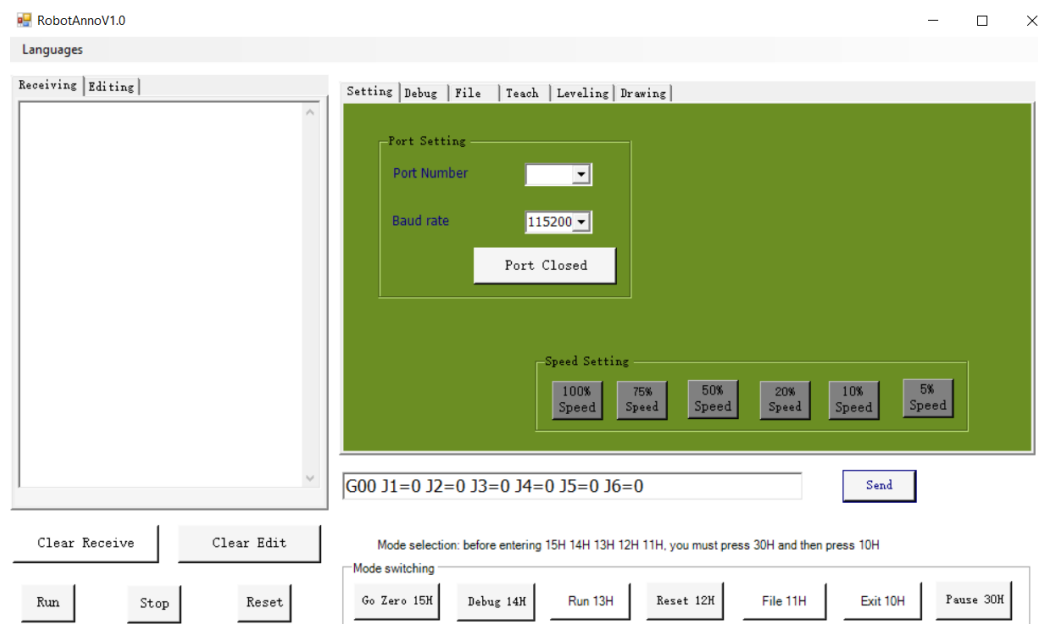 RobotAnnoV1.0
Languages
Receiving Editing
Setting Debug File Teach Leveling Drawing
Port Setting
Port Number
Baud rate 115200
Port Closed
Speed Setting
100% Speed
75% Speed
50% Speed
20% Speed
10% Speed
5% Speed
G00 J1=0 J2=0 J3=0 J4=0 J5=0 J6=0
Send
Clear Receive Clear Edit
Mode selection: before entering 15H 14H 13H 12H 11H, you must press 30H and then press 10H
Mode switching
Run Stop Reset
Go Zero 15H Debug 14H Run 13H Reset 12H File 11H Exit 10H Pause 30H